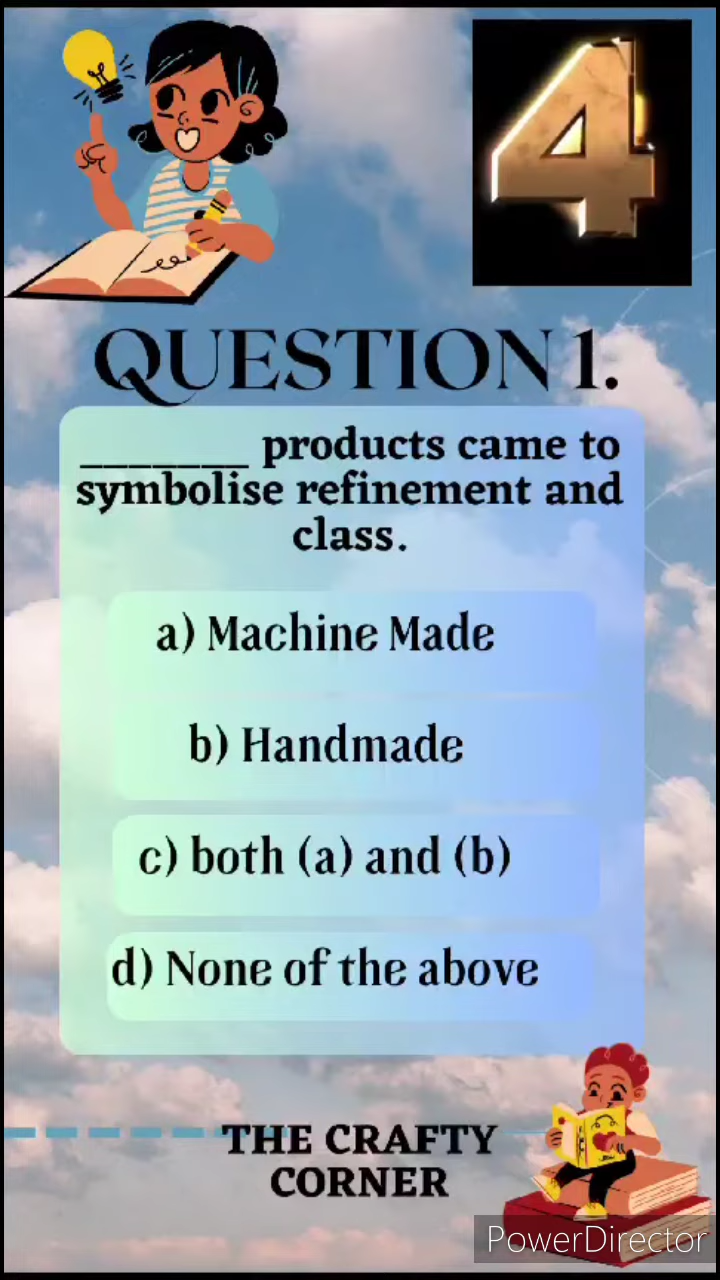 4
QUESTION 1.
_______ products came to
symbolise refinement and
class.
a) Machine Made
b) Handmade
c) both (a) and (b)
d) None of the above
THE CRAFTY
CORNER
PowerDirector